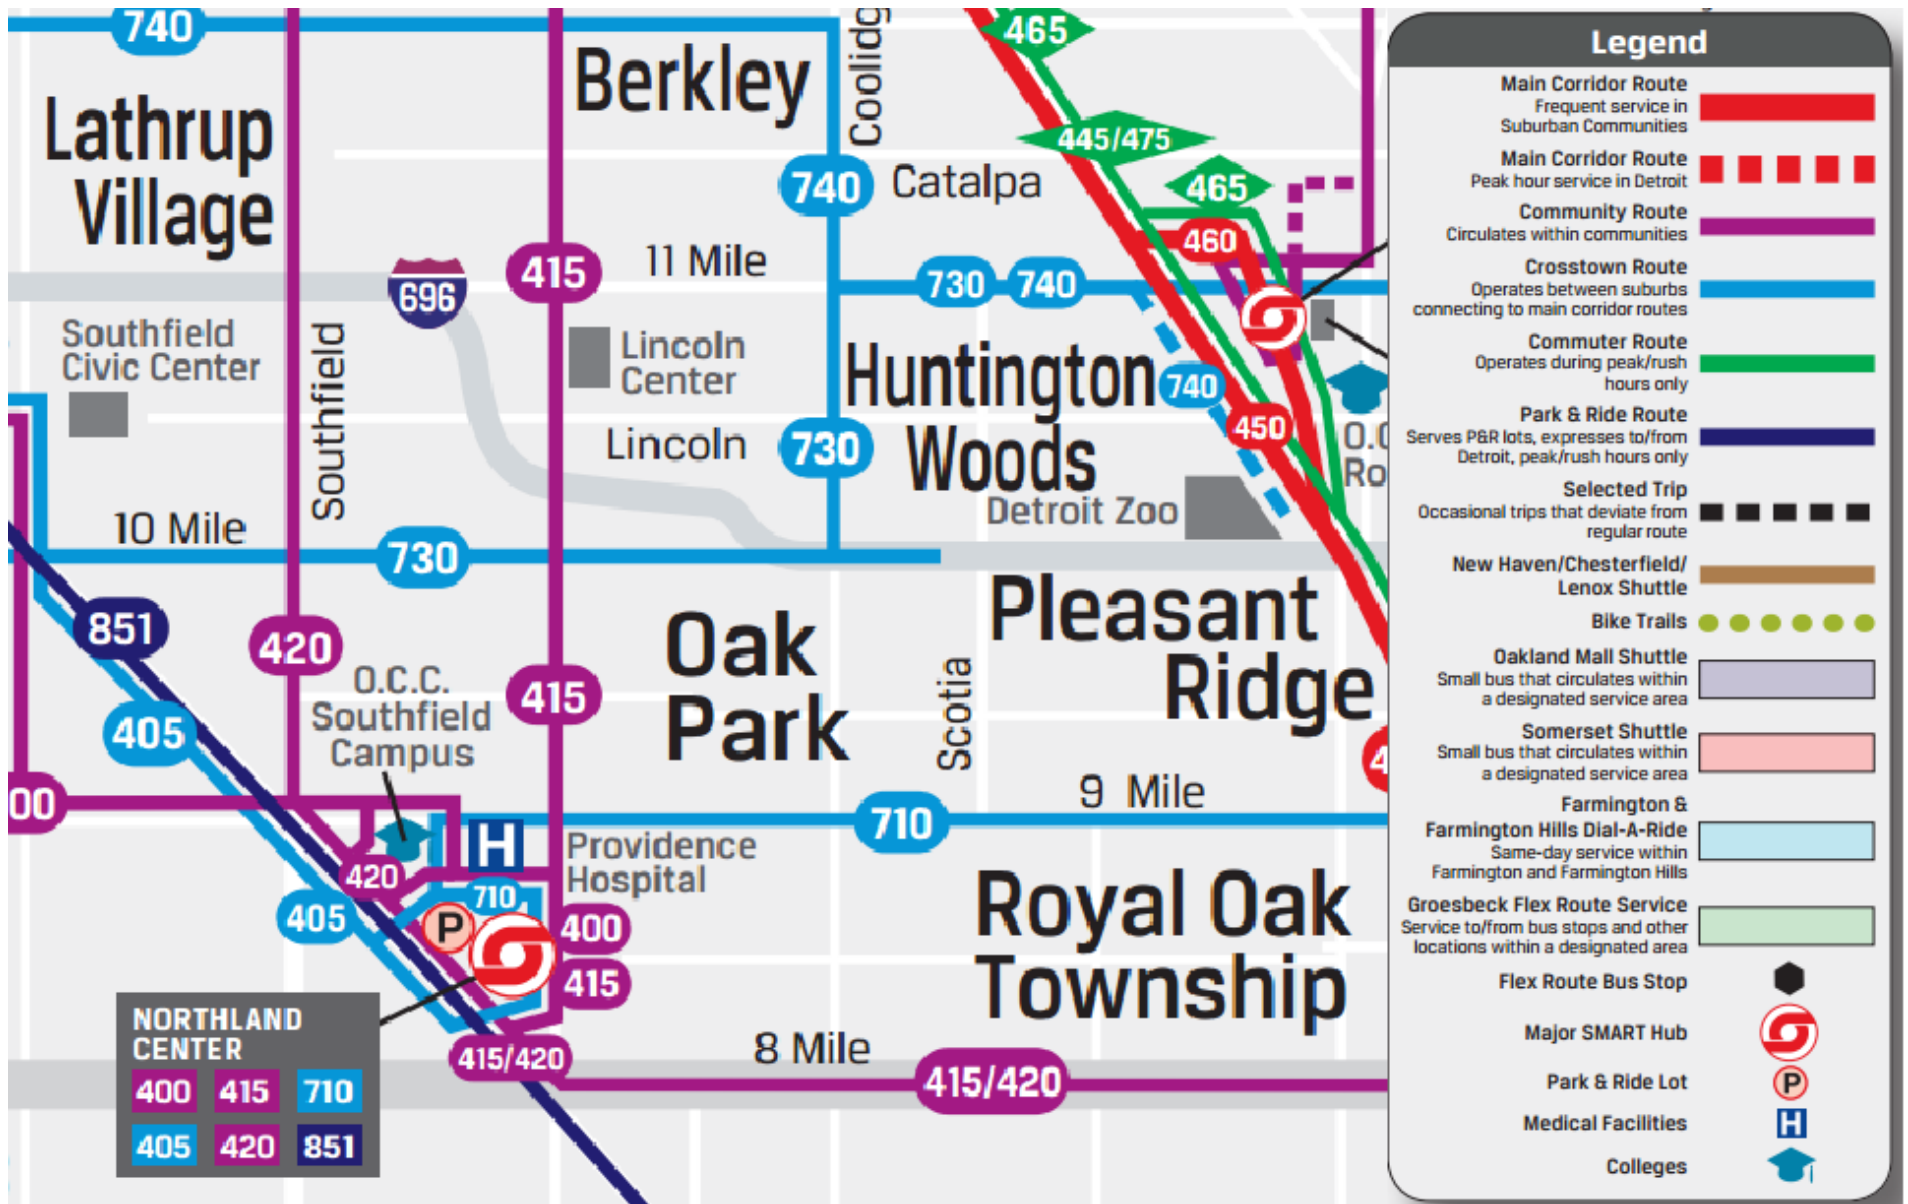 740
Coolidg
465
Berkley
Lathrup
Village
445/475
740
Catalpa
465
460
415
11 Mile
730
740
696
Southfield
Civic Center
Southfield
Lincoln
Center
Huntington
Woods
740
450
Lincoln
730
Detroit Zoo
O.C
Ro
10 Mile
730
851
420
Oak
Park
Pleasant
Ridge
O.C.C.
Southfield
Campus
415
Scotia
405
4
00
9 Mile
710
H
Providence
Hospital
420
710
405
P
400
415
Royal Oak
Township
NORTHLAND
CENTER
400 415 710
405 420 851
415/420
8 Mile
415/420
Legend
Main Corridor Route
Frequent service in
Suburban Communities
Main Corridor Route
Peak hour service in Detroit
Community Route
Circulates within communities
Crosstown Route
Operates between suburbs
connecting to main corridor routes
Commuter Route
Operates during peak/rush
hours only
Park & Ride Route
Serves P&R lots, expresses to/from
Detroit, peak/rush hours only
Selected Trip
Occasional trips that deviate from
regular route
New Haven/Chesterfield/
Lenox Shuttle
Bike Trails
Oakland Mall Shuttle
Small bus that circulates within
a designated service area
Somerset Shuttle
Small bus that circulates within
a designated service area
Farmington &
Farmington Hills Dial-A-Ride
Same-day service within
Farmington and Farmington Hills
Groesbeck Flex Route Service
Service to/from bus stops and other
locations within a designated area
Flex Route Bus Stop
Major SMART Hub
Park & Ride Lot
P
Medical Facilities
H
Colleges